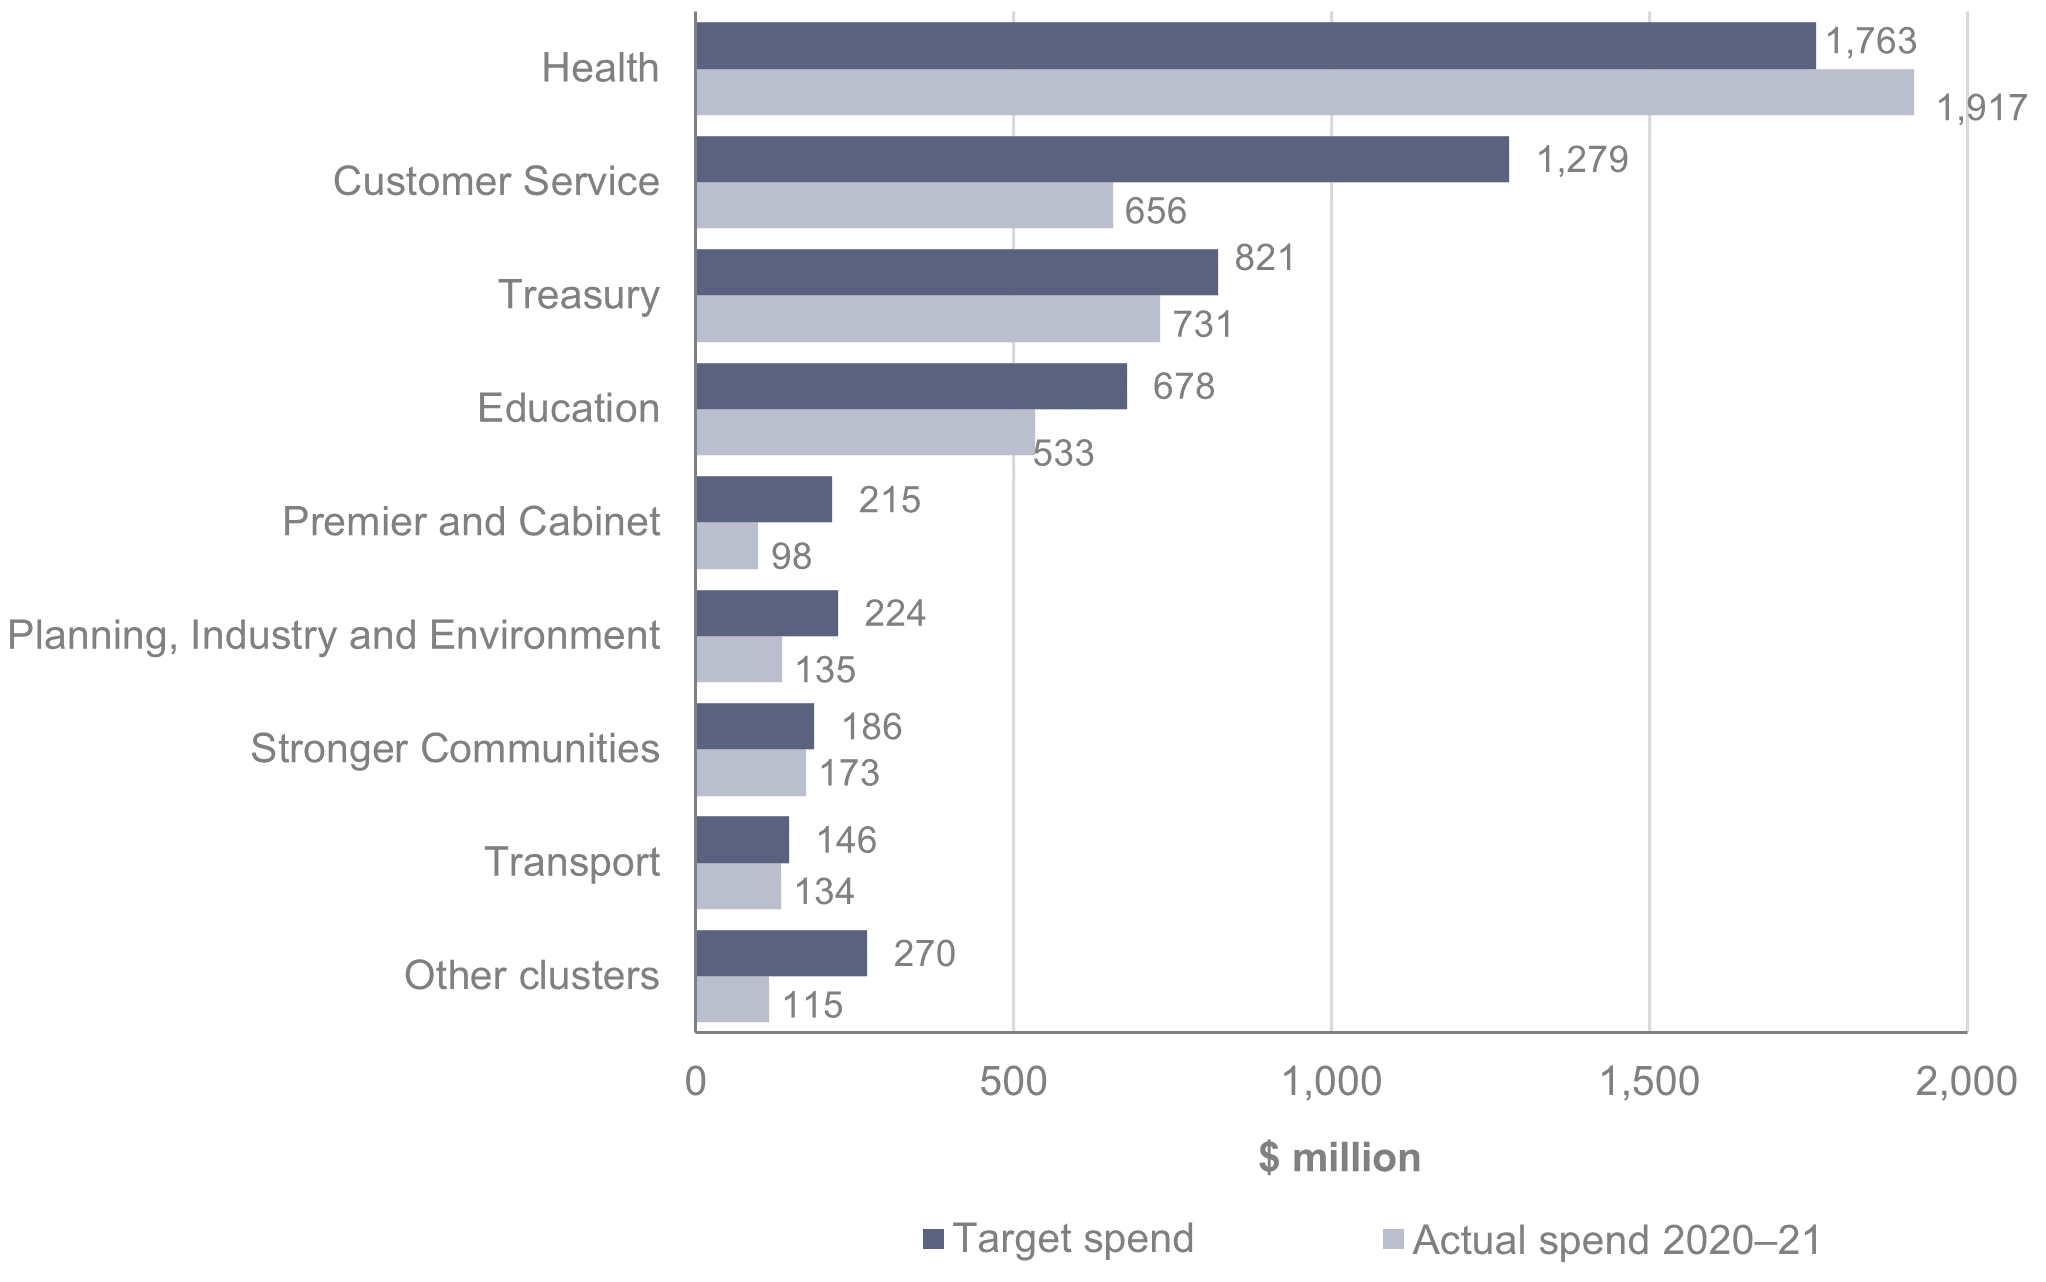 Health
1,763
1,917
Customer Service
1,279
656
Treasury
821
731
Education
678
533
Premier and Cabinet
215
98
Planning, Industry and Environment
224
135
Stronger Communities
186
173
Transport
146
134
Other clusters
270
115
0 500 1,000 1,500 2,000
$ million
Target spend Actual spend 2020–21